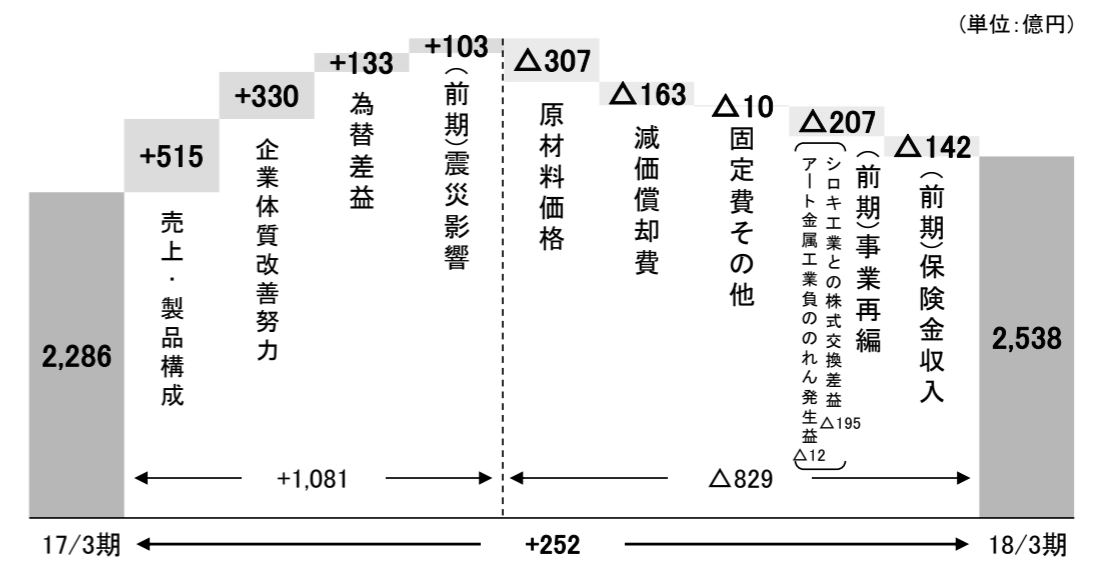 （単位：億円）
2,286
+515
売上・製品構成
+330
企業体質改善努力
+133
為替差益
+103
（前期）震災影響
△307
原材料価格
△163
減価償却費
△10
固定費その他
△207
（前期）事業再編
シロキ工業との株式交換差益 △195
アート金属工業負ののれん発生益 △12
△142
（前期）保険金収入
2,538
+1,081
△829
17/3期
+252
18/3期